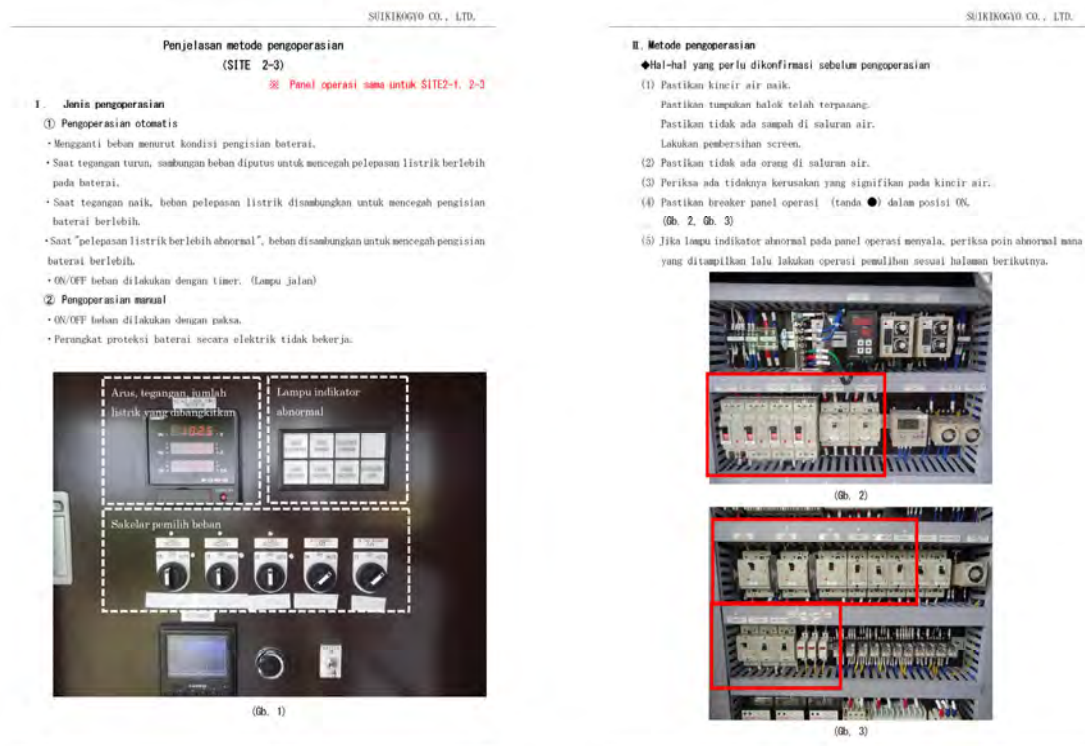 SUIKIKOGYO CO., LTD.
Penjelasan metode pengoperasian
(SITE 2-3)
※ Panel operasi sama untuk SITE2-1, 2-3
Ⅰ. Jenis pengoperasian
① Pengoperasian otomatis
・Mengganti beban menurut kondisi pengisian baterai.
・Saat tegangan turun, sambungan beban diputus untuk mencegah pelepasan listrik berlebih
pada baterai.
・Saat tegangan naik, beban pelepasan listrik disambungkan untuk mencegah pengisian
baterai berlebih.
・Saat "pelepasan listrik berlebih abnormal", beban disambungkan untuk mencegah pengisian
baterai berlebih.
・ON/OFF beban dilakukan dengan timer. (Lampu jalan)
② Pengoperasian manual
・ON/OFF beban dilakukan dengan paksa.
・Perangkat proteksi baterai secara elektrik tidak bekerja.
Arus, tegangan, jumlah
listrik yang dibangkitkan
Lampu indikator
abnormal
Sakelar pemilih beban
(Gb. 1)
SUIKIKOGYO CO., LTD.
Ⅱ. Metode pengoperasian
◆Hal-hal yang perlu dikonfirmasi sebelum pengoperasian
(1) Pastikan kincir air naik.
Pastikan tumpukan balok telah terpasang.
Pastikan tidak ada sampah di saluran air.
Lakukan pembersihan screen.
(2) Pastikan tidak ada orang di saluran air.
(3) Periksa ada tidaknya kerusakan yang signifikan pada kincir air.
(4) Pastikan breaker panel operasi (tanda ●) dalam posisi ON.
(Gb. 2, Gb. 3)
(5) Jika lampu indikator abnormal pada panel operasi menyala, periksa poin abnormal mana
yang ditampilkan lalu lakukan operasi pemulihan sesuai halaman berikutnya.
(Gb. 2)
(Gb. 3)